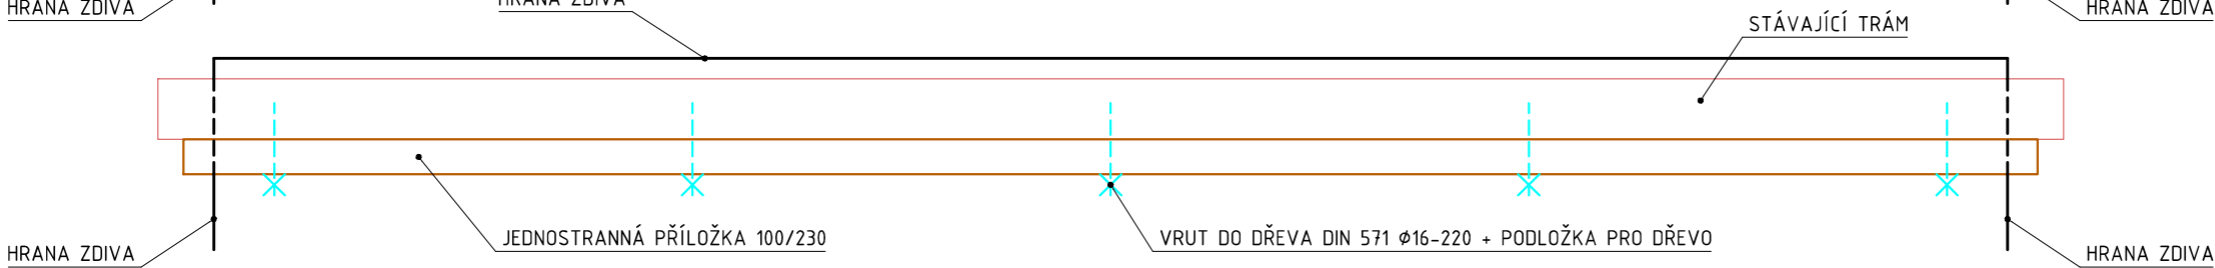 HRANA ZDIVA
HRANA ZDIVA
HRANA ZDIVA
STÁVAJÍCÍ TRÁM
JEDNOSTRANNÁ PŘÍLOŽKA 100/230
VRUT DO DŘEVA DIN 571 Ø16-220 + PODLOŽKA PRO DŘEVO
HRANA ZDIVA
HRANA ZDIVA